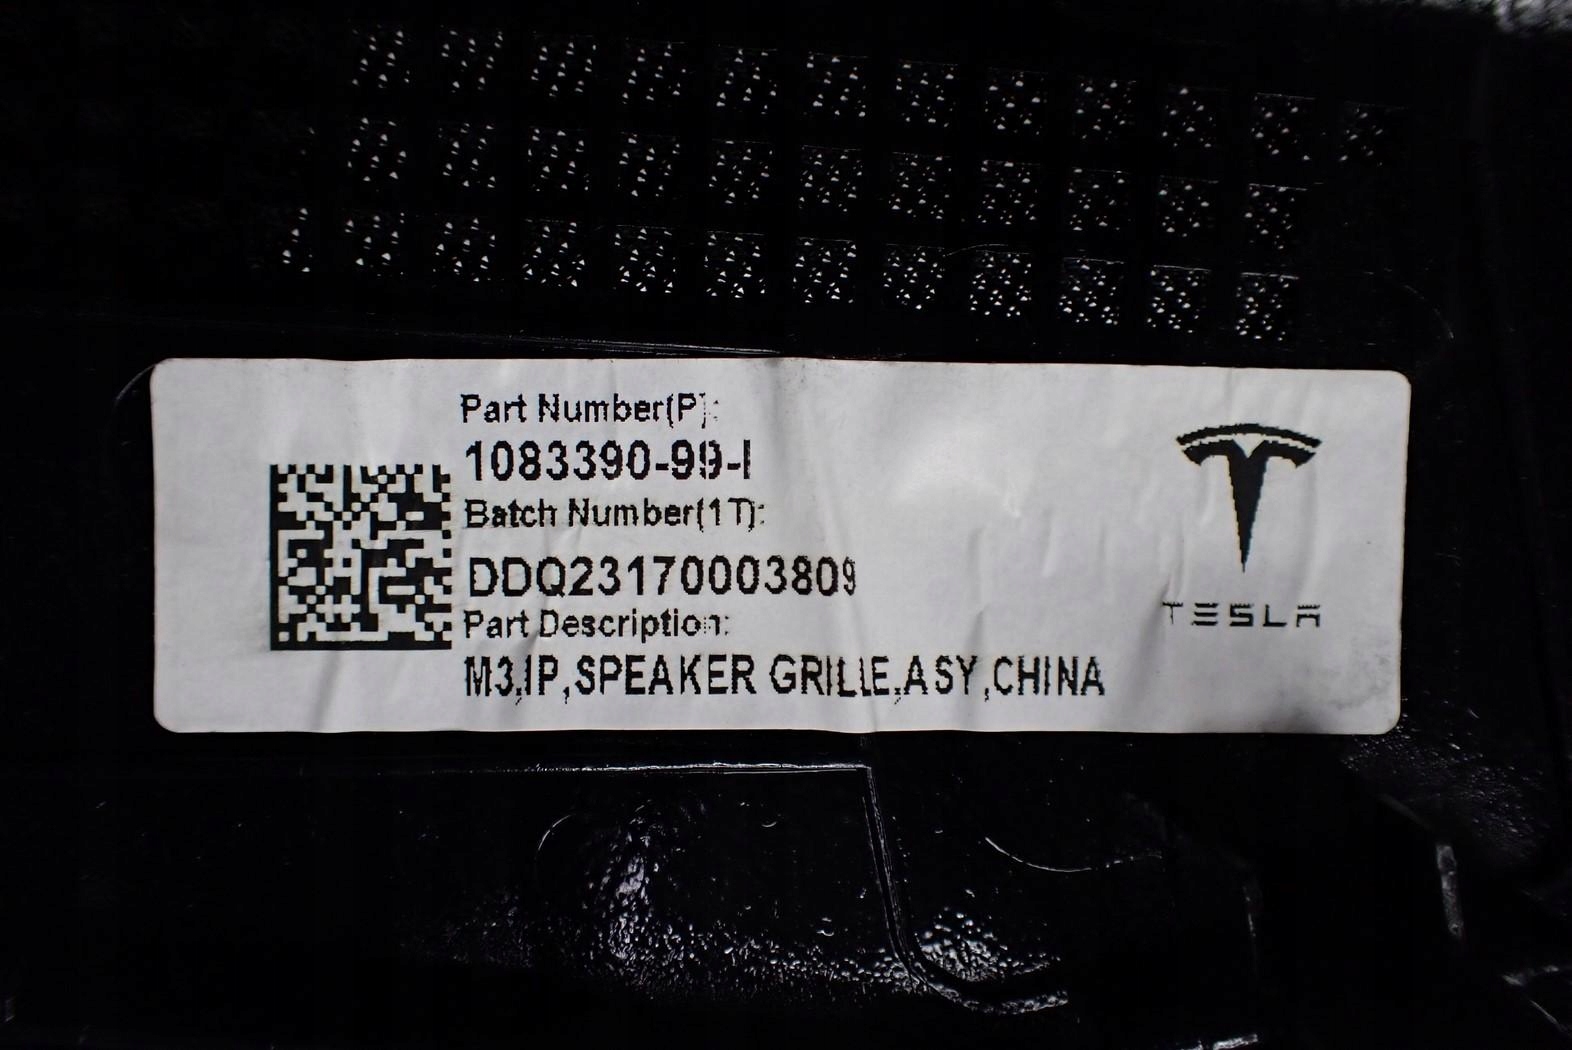 Part Number(P):
1083390-99-I
Batch Number(1T):
DDQ23170003809
Part Description:
M3,IP,SPEAKER GRILLE,ASY,CHINA
TESLA